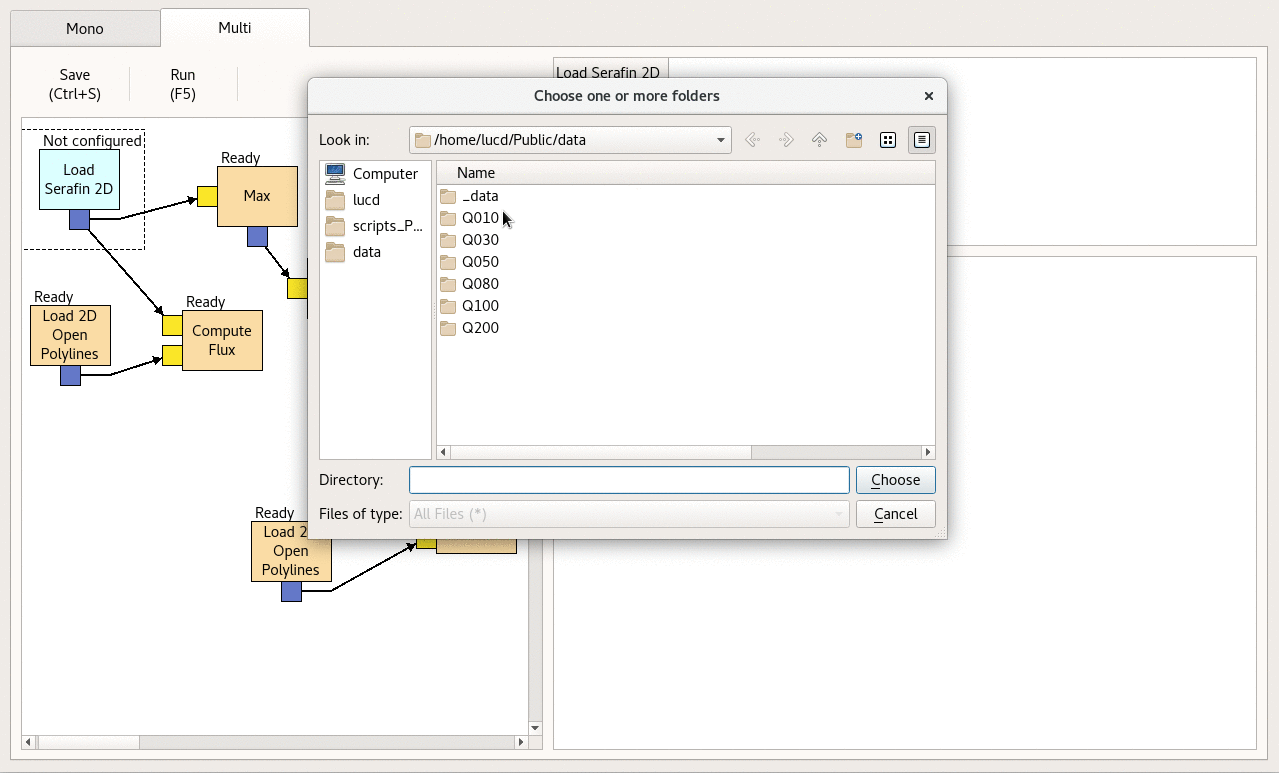 Mono
Multi
Save
(Ctrl+S)
Run
(F5)
Load Serafin 2D
Not configured
Load
Serafin 2D
Ready
Max
Ready
Load 2D
Open
Polylines
Ready
Compute
Flux
Ready
Load 2
Open
Polylines
Choose one or more folders
Look in:
/home/lucd/Public/data
Computer
lucd
scripts_P...
data
Name
_data
Q010
Q030
Q050
Q080
Q100
Q200
Directory:
Choose
Files of type:
All Files (*)
Cancel